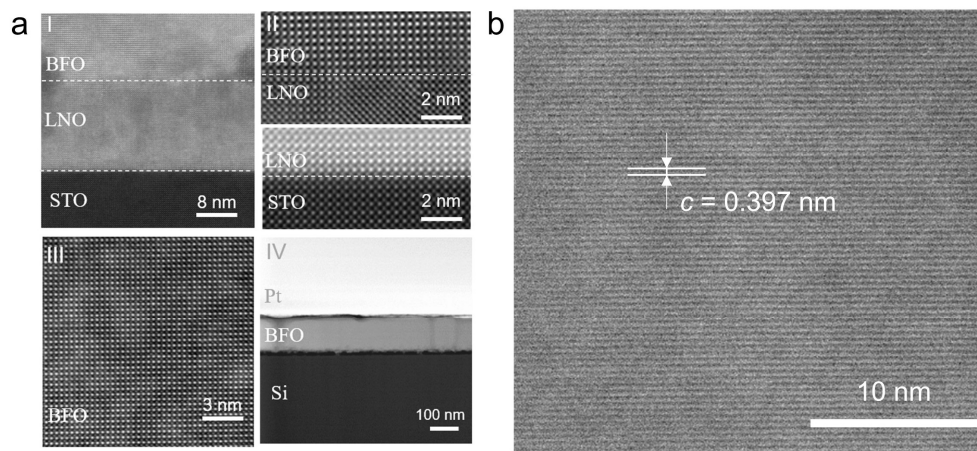 a
I
BFO
LNO
STO
8 nm
II
BFO
LNO
2 nm
LNO
STO
2 nm
III
BFO
3 nm
IV
Pt
BFO
Si
100 nm
b
c = 0.397 nm
10 nm